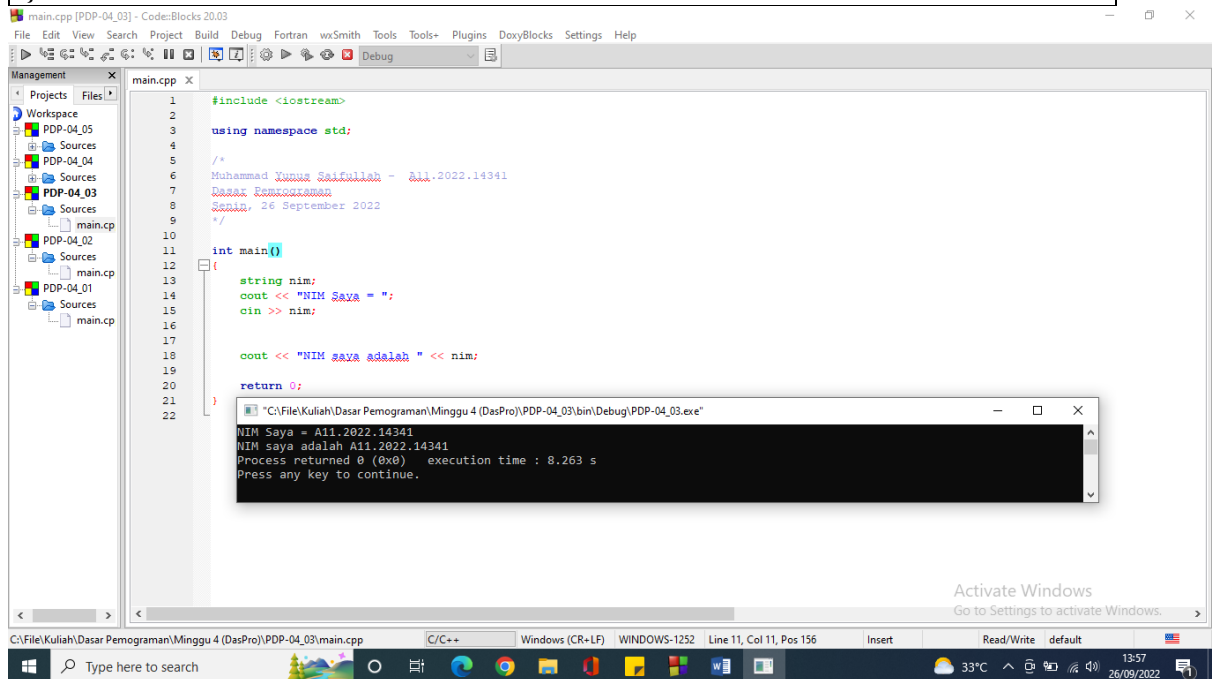 main.cpp [PDP-04_03] - Code::Blocks 20.03
File Edit View Search Project Build Debug Fortran wxSmith Tools Tools+ Plugins DoxyBlocks Settings Help
Debug
Management
main.cpp
Projects Files
Workspace
PDP-04_05
Sources
PDP-04_04
Sources
PDP-04_03
Sources
main.cp
PDP-04_02
Sources
main.cp
PDP-04_01
Sources
main.cp
1 #include <iostream>
2
3 using namespace std;
4
5 /*
6 Muhammad Yunus Saifullah - A11.2022.14341
7 Dasar Pemrograman
8 Senin, 26 September 2022
9 */
10
11 int main()
12 {
13 string nim;
14 cout << "NIM Saya = ";
15 cin >> nim;
16
17
18 cout << "NIM saya adalah " << nim;
19
20 return 0;
21 }
22
"C:\File\Kuliah\Dasar Pemograman\Minggu 4 (DasPro)\PDP-04_03\bin\Debug\PDP-04_03.exe"
NIM Saya = A11.2022.14341
NIM saya adalah A11.2022.14341
Process returned 0 (0x0) execution time : 8.263 s
Press any key to continue.
Activate Windows
Go to Settings to activate Windows.
C:\File\Kuliah\Dasar Pemograman\Minggu 4 (DasPro)\PDP-04_03\main.cpp C/C++ Windows (CR+LF) WINDOWS-1252 Line 11, Col 11, Pos 156 Insert Read/Write default
Type here to search
33°C
13:57
26/09/2022